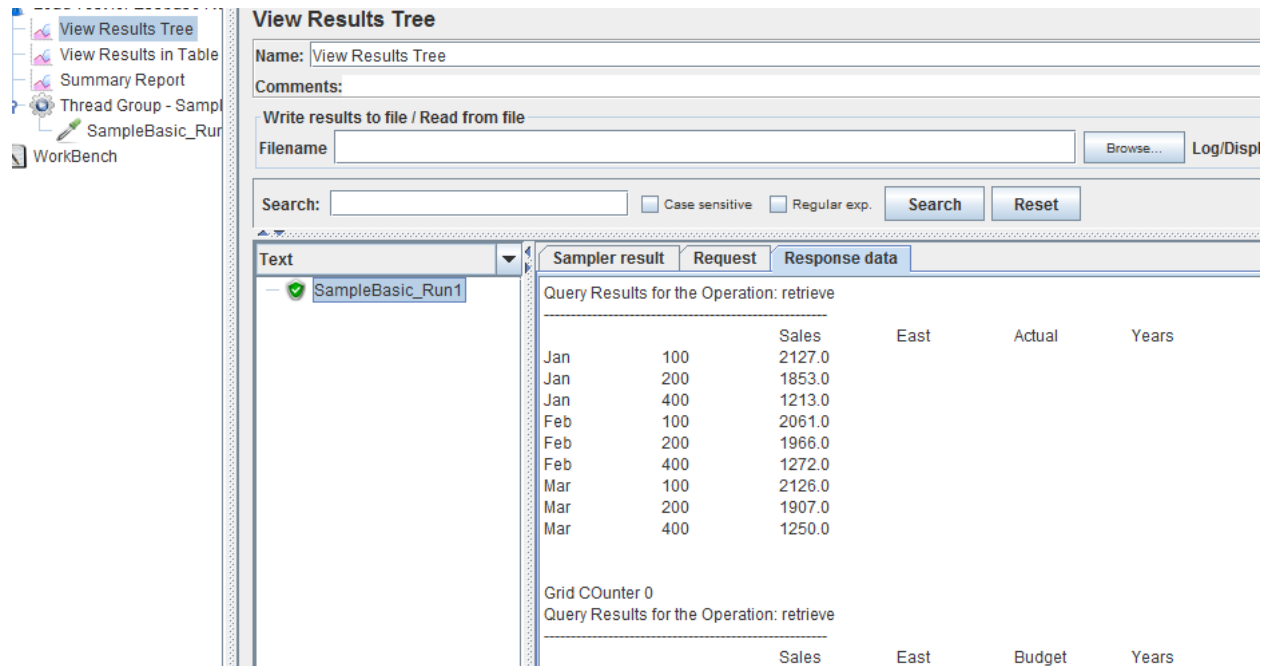 View Results Tree
View Results in Table
Summary Report
Thread Group - Sampl
SampleBasic_Rur
WorkBench
View Results Tree
Name: View Results Tree
Comments:
Write results to file / Read from file
Filename Browse... Log/Displ
Search: Case sensitive Regular exp. Search Reset
Text
SampleBasic_Run1
Sampler result Request Response data
Query Results for the Operation: retrieve
------------------------------------------------------
Sales East Actual Years
Jan 100 2127.0
Jan 200 1853.0
Jan 400 1213.0
Feb 100 2061.0
Feb 200 1966.0
Feb 400 1272.0
Mar 100 2126.0
Mar 200 1907.0
Mar 400 1250.0
Grid COunter 0
Query Results for the Operation: retrieve
------------------------------------------------------
Sales East Budget Years